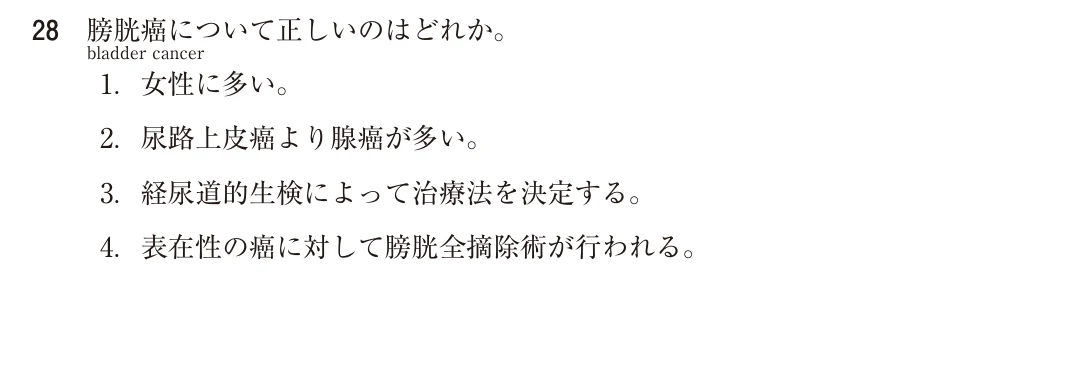 28 膀胱癌について正しいのはどれか。
bladder cancer
1. 女性に多い。
2. 尿路上皮癌より腺癌が多い。
3. 経尿道的生検によって治療法を決定する。
4. 表在性の癌に対して膀胱全摘除術が行われる。